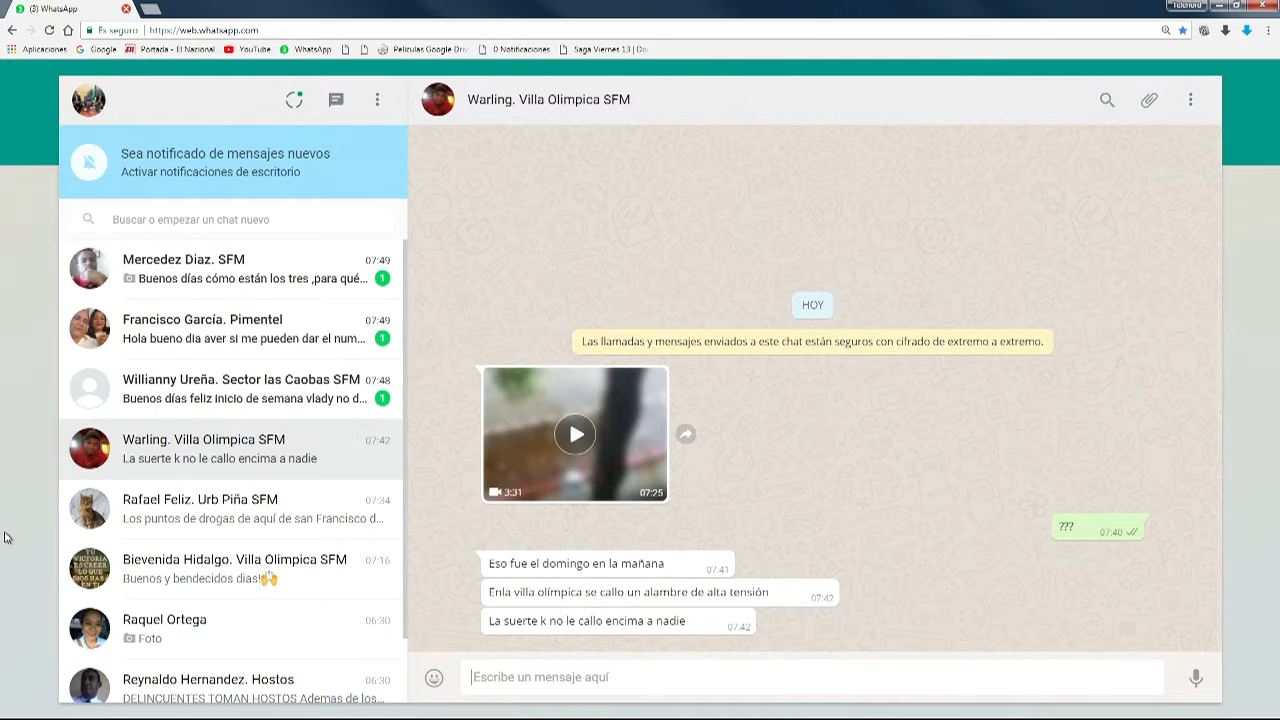 (3) WhatsApp
Telenord
Es seguro | https://web.whatsapp.com
Aplicaciones Google Portada - El Nacional YouTube WhatsApp Películas Google Dri 0 Notificaciones Saga Viernes 13 | De
Warling. Villa Olimpica SFM
Sea notificado de mensajes nuevos
Activar notificaciones de escritorio
Buscar o empezar un chat nuevo
Mercedez Diaz. SFM 07:49
Buenos días cómo están los tres ,para qué... 1
Francisco García. Pimentel 07:49
Hola bueno dia aver si me pueden dar el num... 1
Willianny Ureña. Sector las Caobas SFM 07:48
Buenos días feliz inicio de semana vlady no d... 1
Warling. Villa Olimpica SFM 07:42
La suerte k no le callo encima a nadie
Rafael Feliz. Urb Piña SFM 07:34
Los puntos de drogas de aquí de san Francisco d...
TU VICTORIA
Bievenida Hidalgo. Villa Olimpica SFM 07:16
Buenos y bendecidos dias!🙌
Raquel Ortega 06:30
Foto
Reynaldo Hernandez. Hostos 06:30
DELINCUENTES TOMAN HOSTOS Ademas de los...
HOY
Las llamadas y mensajes enviados a este chat están seguros con cifrado de extremo a extremo.
3:31 07:25
??? 07:40
Eso fue el domingo en la mañana 07:41
Enla villa olímpica se callo un alambre de alta tensión 07:42
La suerte k no le callo encima a nadie 07:42
Escribe un mensaje aquí